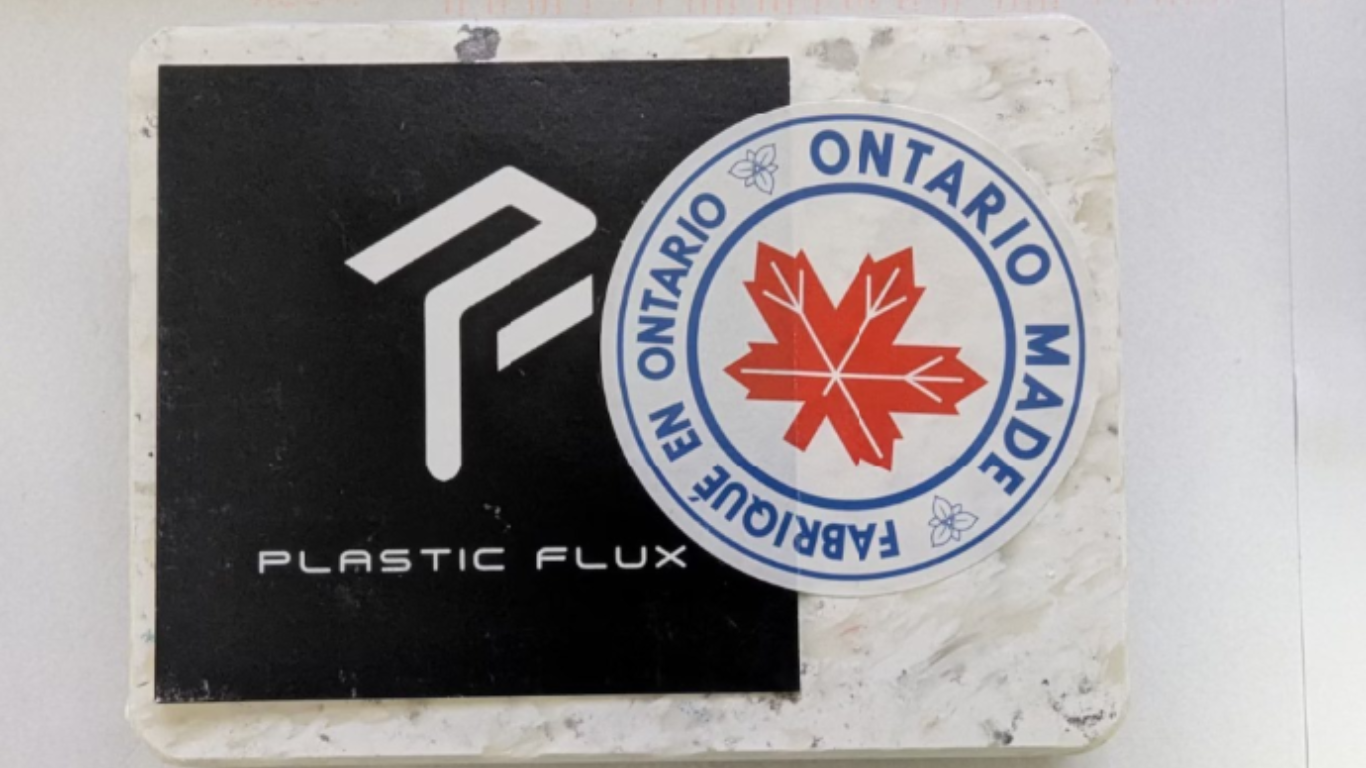 PLASTIC FLUX
ONTARIO MADE
FABRIQUÉ EN ONTARIO